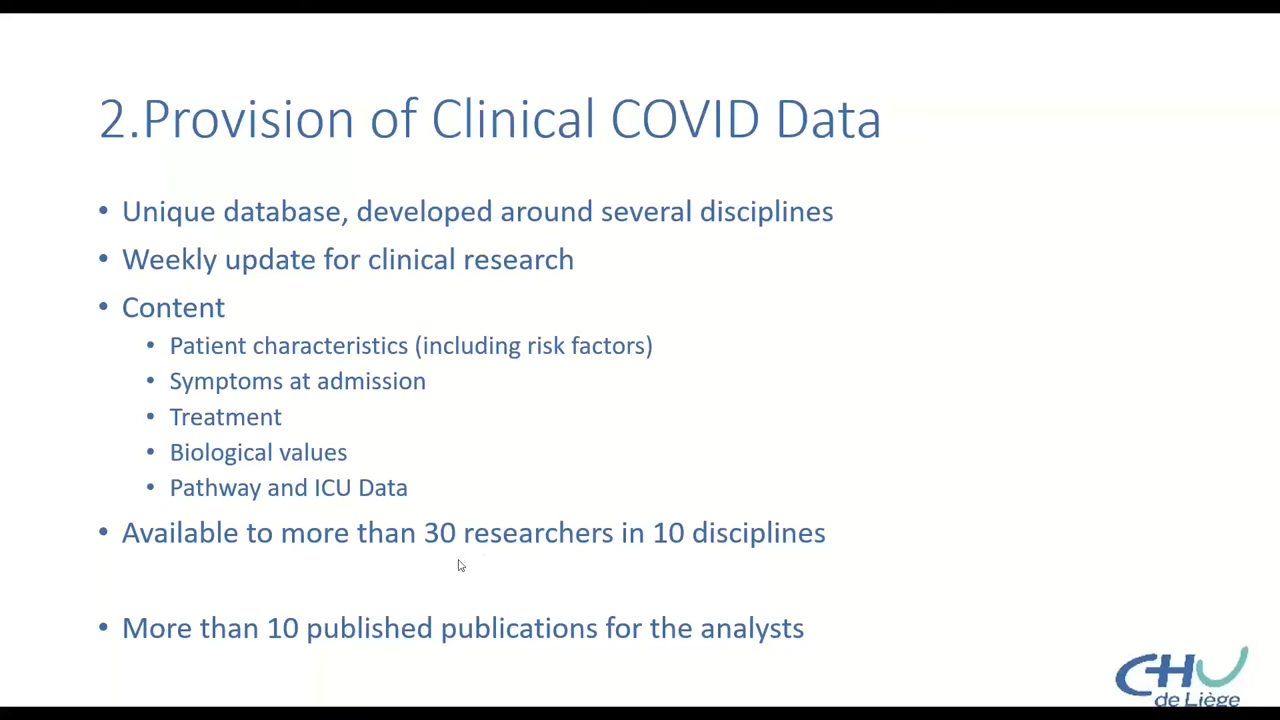 2.Provision of Clinical COVID Data
• Unique database, developed around several disciplines
• Weekly update for clinical research
• Content
• Patient characteristics (including risk factors)
• Symptoms at admission
• Treatment
• Biological values
• Pathway and ICU Data
• Available to more than 30 researchers in 10 disciplines
• More than 10 published publications for the analysts
CHU
de Liège